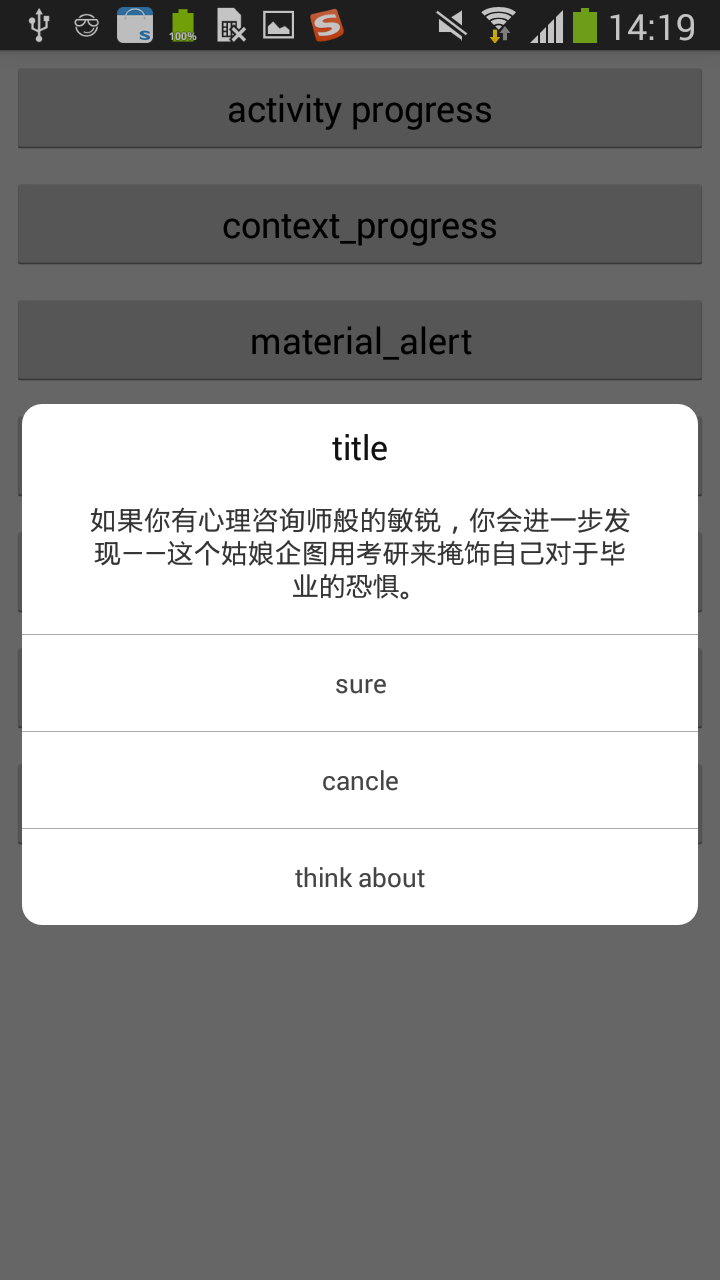 100%
14:19
activity progress
context_progress
material_alert
title
如果你有心理咨询师般的敏锐，你会进一步发
现——这个姑娘企图用考研来掩饰自己对于毕
业的恐惧。
sure
cancle
think about